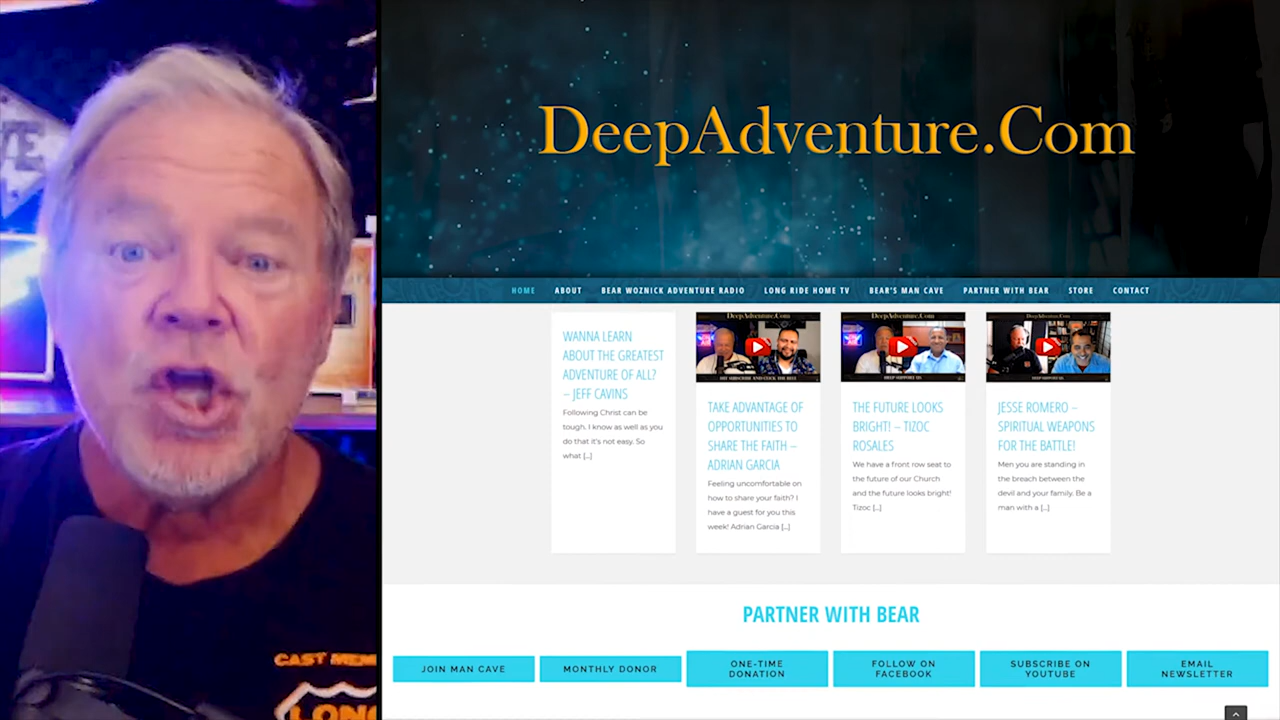 DeepAdventure.Com
HOME ABOUT BEAR WOZNICK ADVENTURE RADIO LONG RIDE HOME TV BEAR'S MAN CAVE PARTNER WITH BEAR STORE CONTACT
WANNA LEARN
ABOUT THE GREATEST
ADVENTURE OF ALL?
– JEFF CAVINS
Following Christ can be
tough. I know as well as you
do that it's not easy. So
what [...]
DeepAdventure.Com
TAKE ADVANTAGE OF
OPPORTUNITIES TO
SHARE THE FAITH –
ADRIAN GARCIA
Feeling uncomfortable on
how to share your faith? I
have a guest for you this
week! Adrian Garcia [...]
DeepAdventure.Com
THE FUTURE LOOKS
BRIGHT! – TIZOC
ROSALES
We have a front row seat to
the future of our Church
and the future looks bright!
Tizoc [...]
DeepAdventure.Com
JESSE ROMERO –
SPIRITUAL WEAPONS
FOR THE BATTLE!
Men you are standing in
the breach between the
devil and your family. Be a
man with a [...]
PARTNER WITH BEAR
JOIN MAN CAVE
MONTHLY DONOR
ONE-TIME
DONATION
FOLLOW ON
FACEBOOK
SUBSCRIBE ON
YOUTUBE
EMAIL
NEWSLETTER
CAST MEM
LONG